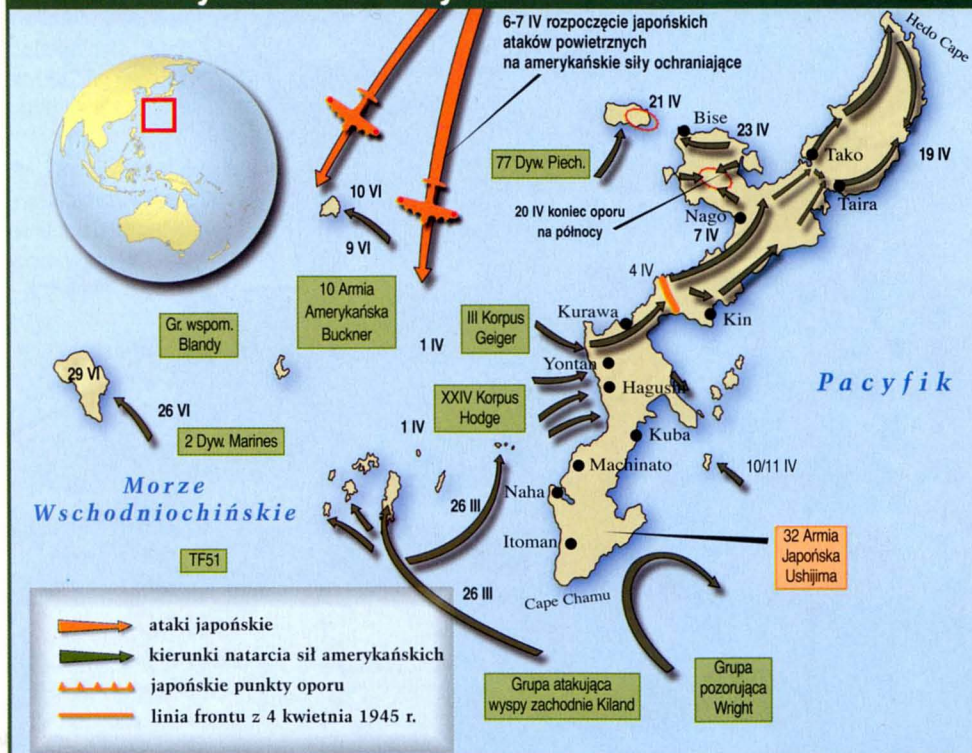 6-7 IV rozpoczęcie japońskich
ataków powietrznych
na amerykańskie siły ochraniające
Hedo Cape
21 IV
Bise
23 IV
77 Dyw. Piech.
Tako
19 IV
Taira
10 VI
9 VI
20 IV koniec oporu
na północy
Nago
7 IV
4 IV
10 Armia
Amerykańska
Buckner
Gr. wspom.
Blandy
III Korpus
Geiger
Kurawa
Kin
1 IV
Yontan
Hagushi
29 VI
26 VI
XXIV Korpus
Hodge
Pacyfik
2 Dyw. Marines
1 IV
Kuba
Machinato
10/11 IV
Morze
Wschodniochińskie
26 III
Naha
Itoman
32 Armia
Japońska
Ushijima
TF51
26 III
Cape Chamu
ataki japońskie
kierunki natarcia sił amerykańskich
japońskie punkty oporu
linia frontu z 4 kwietnia 1945 r.
Grupa atakująca
wyspy zachodnie Kiland
Grupa
pozorująca
Wright